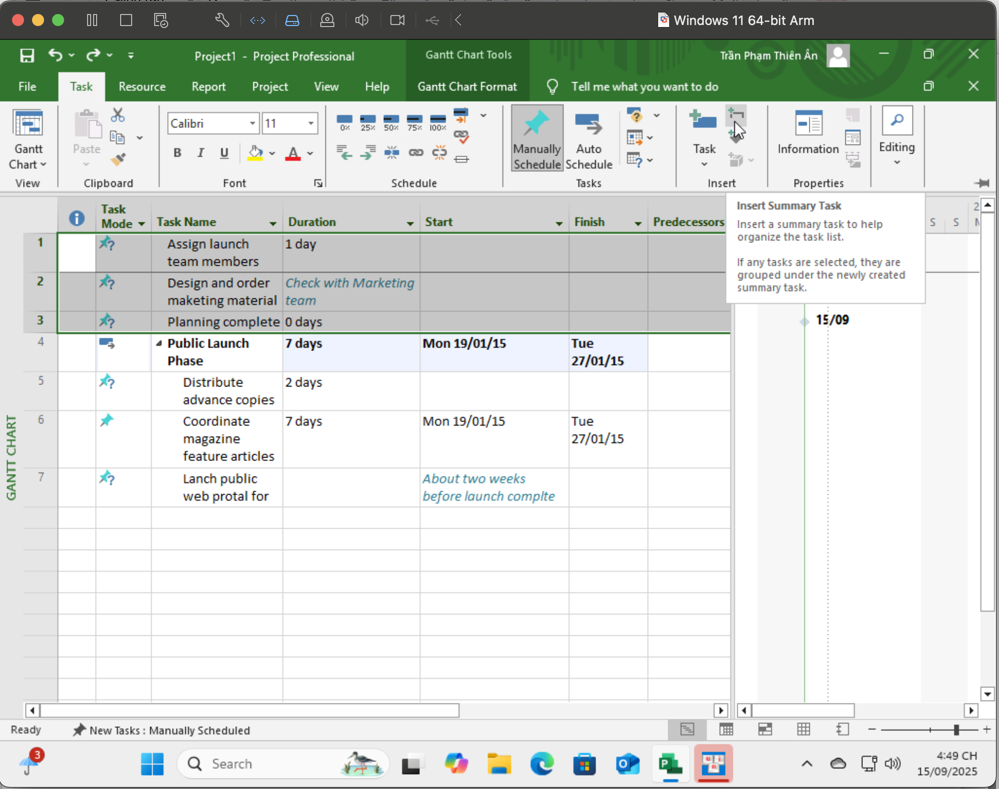 Windows 11 64-bit Arm
Project1 - Project Professional
Gantt Chart Tools
Trần Phạm Thiên Ân
File
Task
Resource
Report
Project
View
Help
Gantt Chart Format
Tell me what you want to do
Gantt
Chart
View
Paste
Clipboard
Calibri
11
B I U
A
Font
0% 25% 50% 75% 100%
Schedule
Manually
Schedule
Auto
Schedule
Tasks
Task
Insert
Information
Properties
Editing
Insert Summary Task
Insert a summary task to help
organize the task list.
If any tasks are selected, they are
grouped under the newly created
summary task.
Task
Mode
Task Name
Duration
Start
Finish
Predecessors
S S
2
1
Assign launch
team members
1 day
2
Design and order
maketing material
Check with Marketing
team
3
Planning complete
0 days
4
Public Launch
Phase
7 days
Mon 19/01/15
Tue
27/01/15
5
Distribute
advance copies
2 days
6
Coordinate
magazine
feature articles
7 days
Mon 19/01/15
Tue
27/01/15
7
Lanch public
web protal for
About two weeks
before launch complte
15/09
GANTT CHART
Ready
New Tasks : Manually Scheduled
3
Search
4:49 CH
15/09/2025